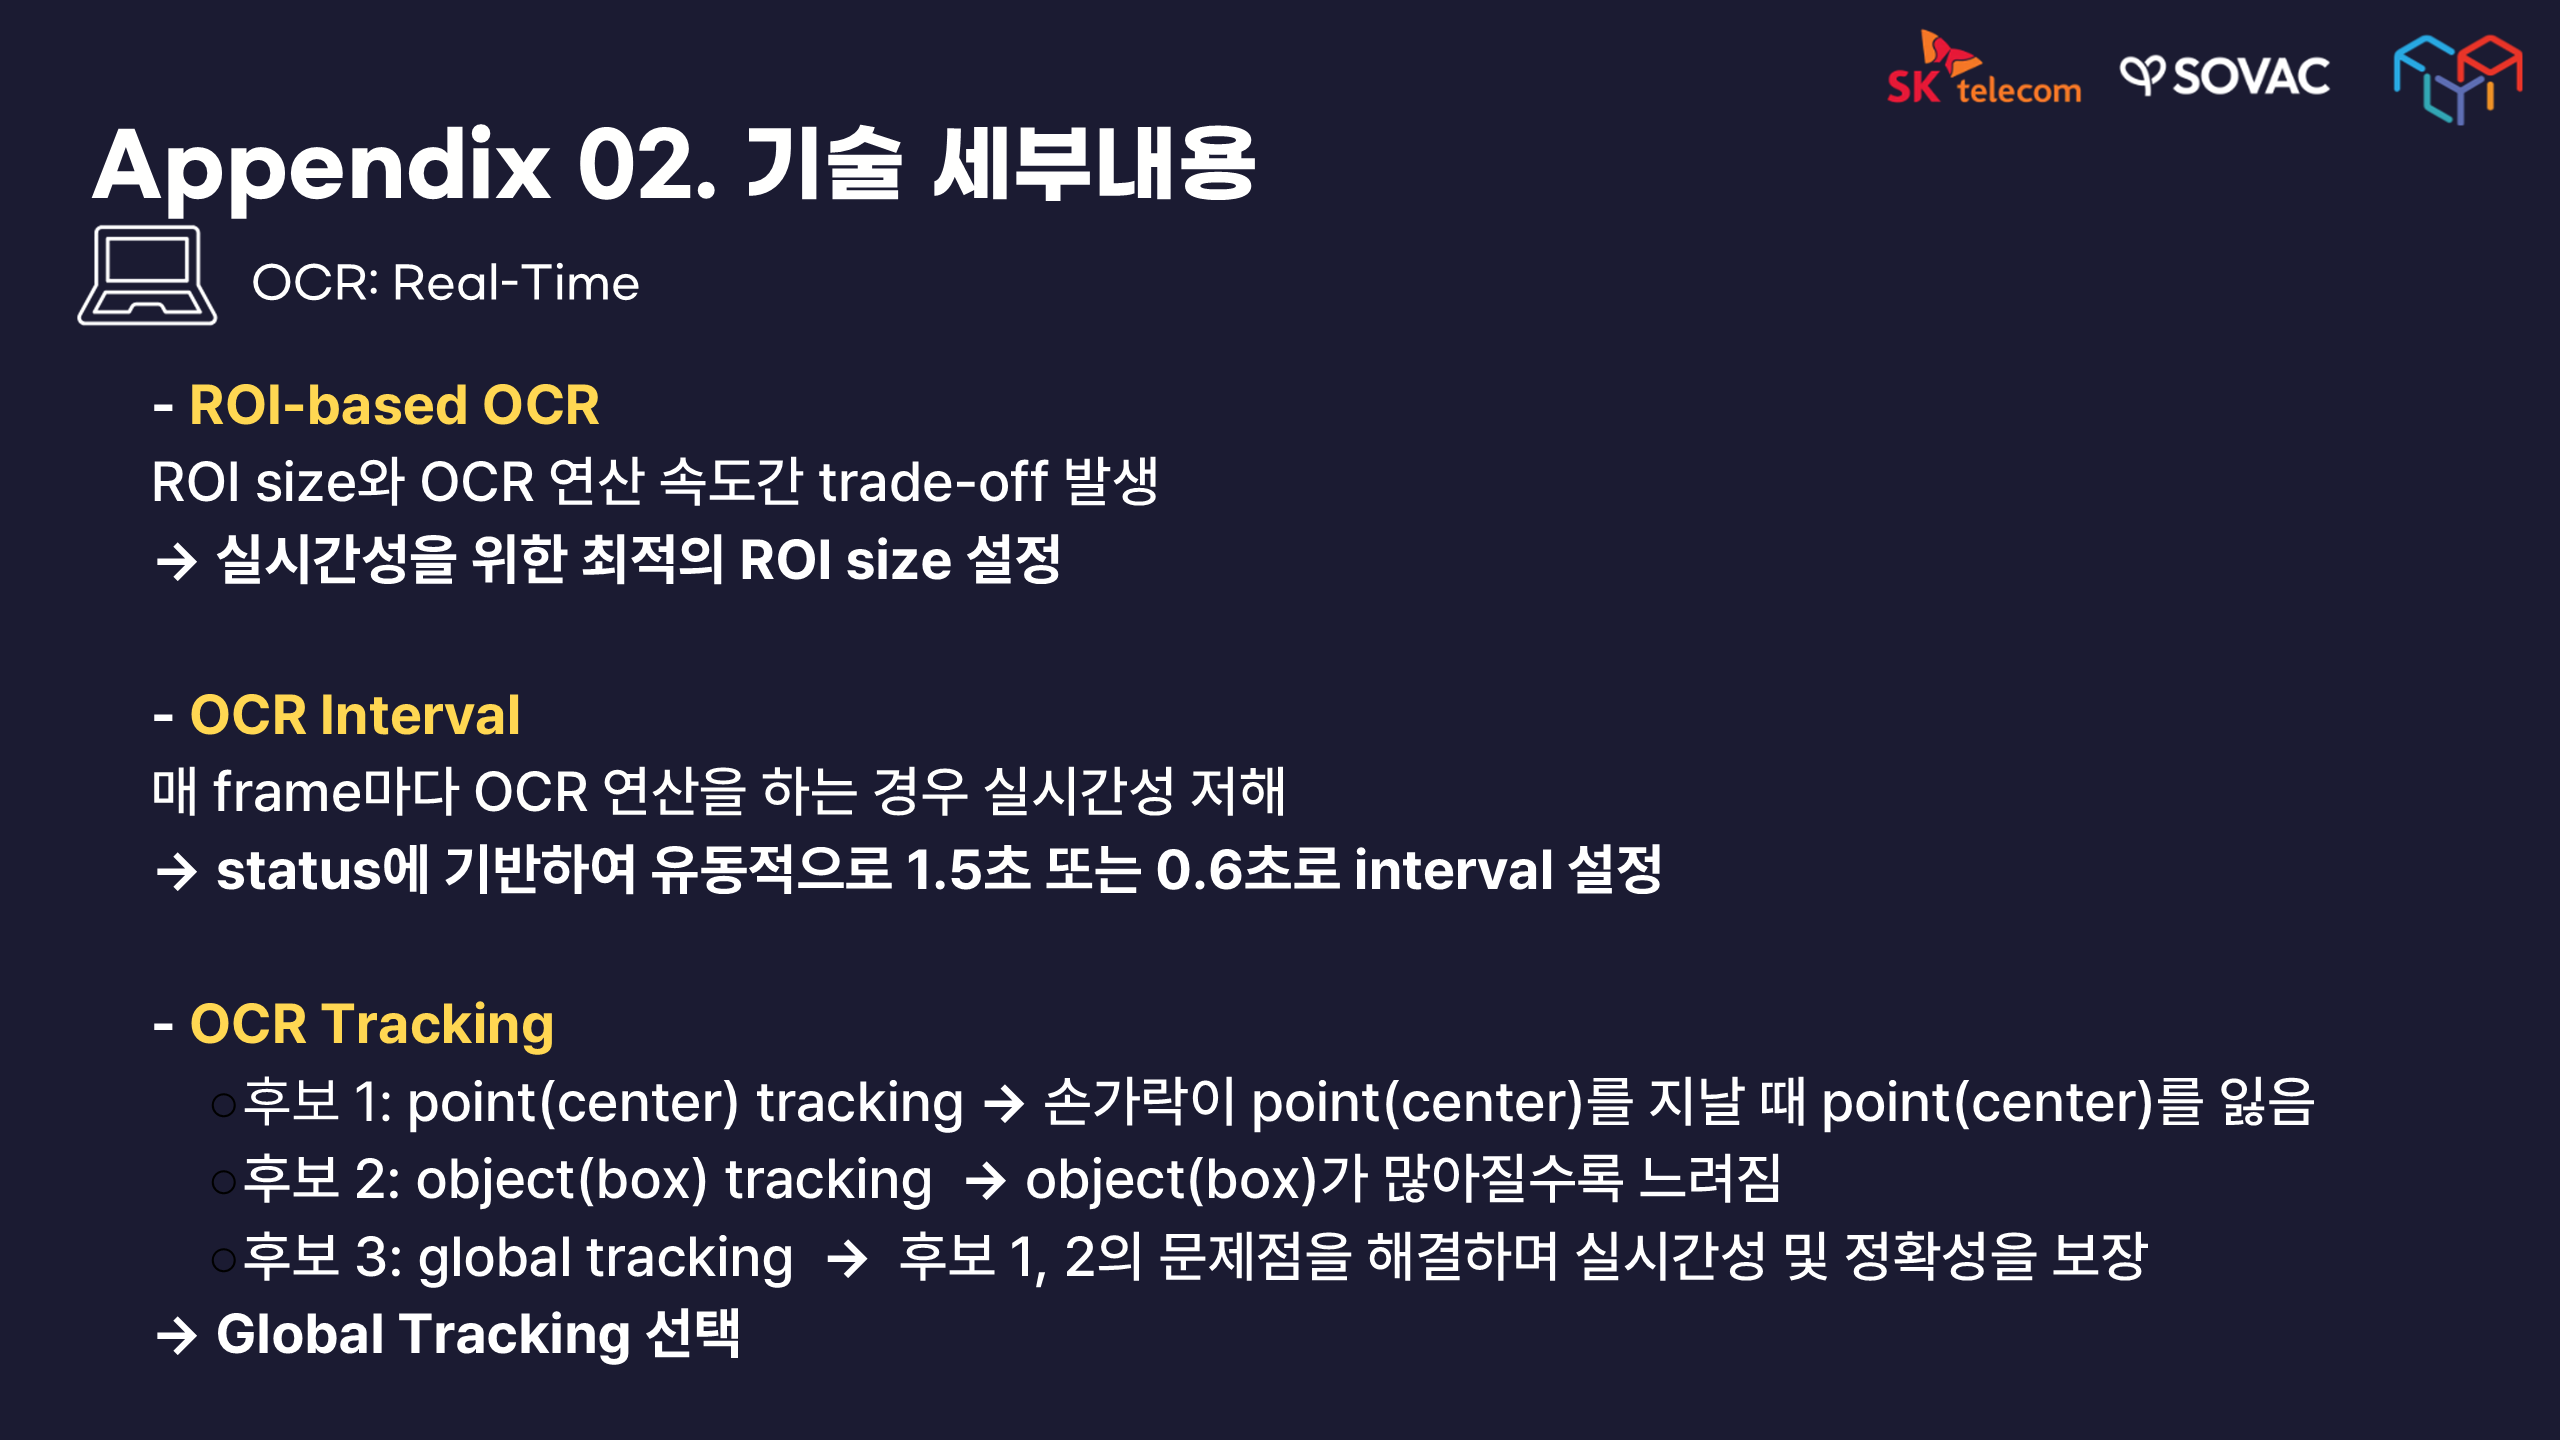 SK telecom
SOVAC
Appendix 02. 기술 세부내용
OCR: Real-Time
- ROI-based OCR
ROI size와 OCR 연산 속도간 trade-off 발생
→ 실시간성을 위한 최적의 ROI size 설정
- OCR Interval
매 frame마다 OCR 연산을 하는 경우 실시간성 저해
→ status에 기반하여 유동적으로 1.5초 또는 0.6초로 interval 설정
- OCR Tracking
○후보 1: point(center) tracking → 손가락이 point(center)를 지날 때 point(center)를 잃음
○후보 2: object(box) tracking → object(box)가 많아질수록 느려짐
○후보 3: global tracking → 후보 1, 2의 문제점을 해결하며 실시간성 및 정확성을 보장
→ Global Tracking 선택